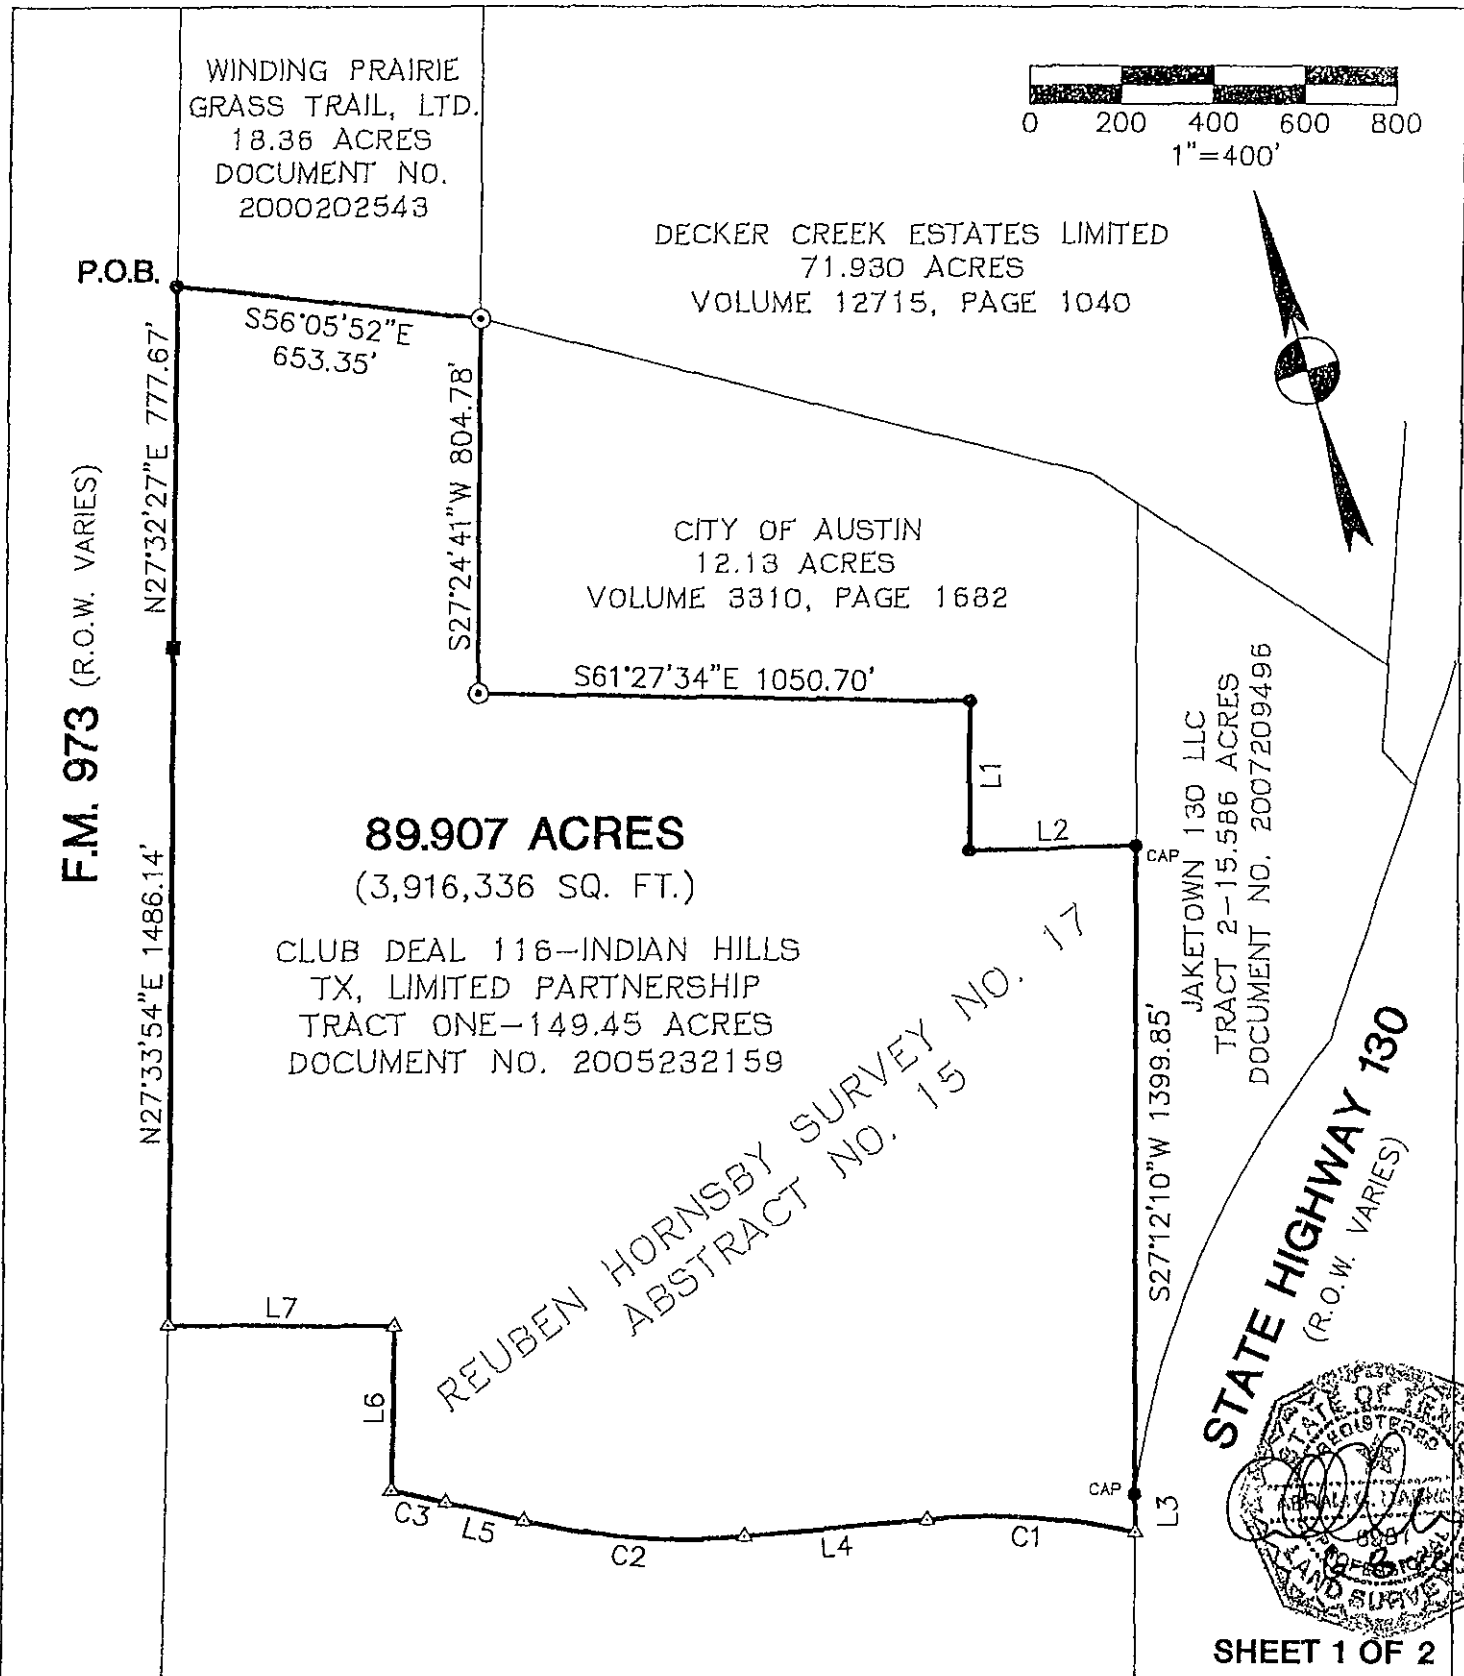 WINDING PRAIRIE
GRASS TRAIL, LTD.
18.36 ACRES
DOCUMENT NO.
2000202543
0 200 400 600 800
1"=400'
DECKER CREEK ESTATES LIMITED
71.930 ACRES
VOLUME 12715, PAGE 1040
P.O.B.
S56°05'52"E
653.35'
N27°32'27"E 777.67'
S27°24'41"W 804.78'
F.M. 973 (R.O.W. VARIES)
CITY OF AUSTIN
12.13 ACRES
VOLUME 3310, PAGE 1682
S61°27'34"E 1050.70'
L1
L2
CAP
JAKETOWN 130 LLC
TRACT 2-15.586 ACRES
DOCUMENT NO. 2007209496
89.907 ACRES
(3,916,336 SQ. FT.)
CLUB DEAL 116-INDIAN HILLS
TX, LIMITED PARTNERSHIP
TRACT ONE-149.45 ACRES
DOCUMENT NO. 2005232159
N27°33'54"E 1486.14'
REUBEN HORNSBY SURVEY NO. 17
ABSTRACT NO. 15
S27°12'10"W 1399.85'
STATE HIGHWAY 130
(R.O.W. VARIES)
L7
L6
C3
L5
C2
L4
C1
CAP
L3
STATE OF
REGISTERED
PROFESSIONAL
LAND SURVE
SHEET 1 OF 2